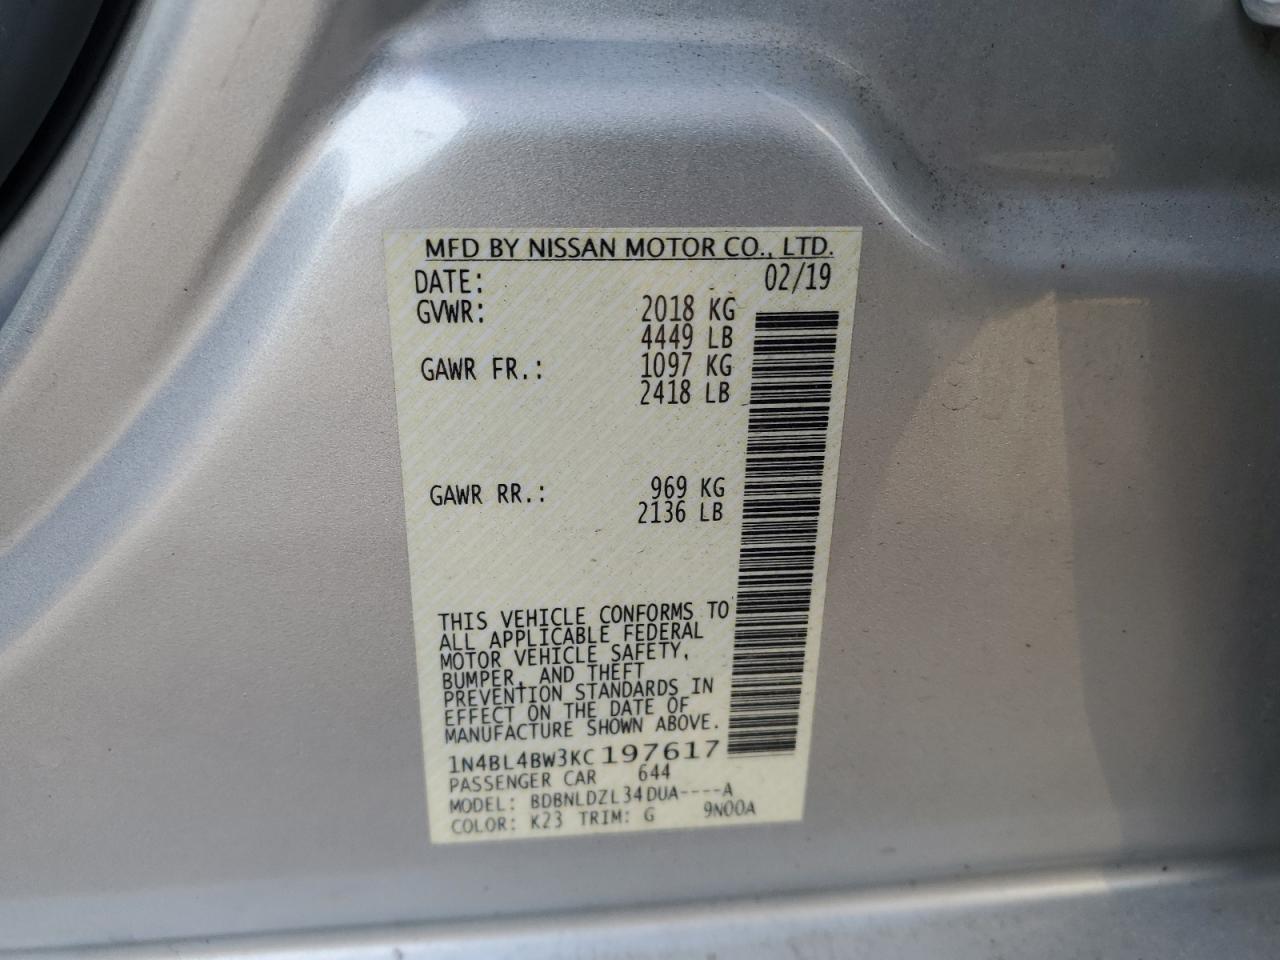 MFD BY NISSAN MOTOR CO., LTD.
DATE: 02/19
GVWR: 2018 KG
4449 LB
GAWR FR.: 1097 KG
2418 LB
GAWR RR.: 969 KG
2136 LB
THIS VEHICLE CONFORMS TO
ALL APPLICABLE FEDERAL
MOTOR VEHICLE SAFETY,
BUMPER, AND THEFT
PREVENTION STANDARDS IN
EFFECT ON THE DATE OF
MANUFACTURE SHOWN ABOVE.
1N4BL4BW3KC197617
PASSENGER CAR 644
MODEL: BDBNLDZL34DUA----A
COLOR: K23 TRIM: G 9N00A